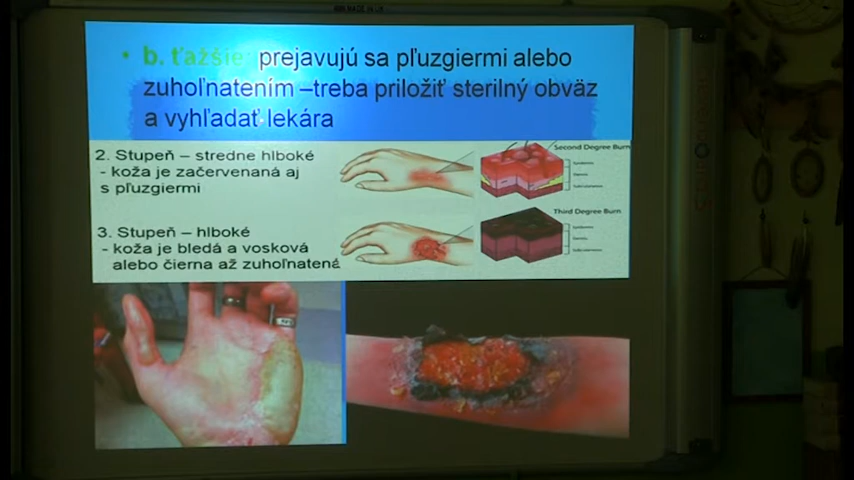 • b. ťažšie: prejavujú sa pľuzgiermi alebo
zuhoľnatením –treba priložiť sterilný obväz
a vyhľadať lekára
2. Stupeň – stredne hlboké
- koža je začervenaná aj
s pľuzgiermi
Second Degree Burn
3. Stupeň – hlboké
- koža je bledá a vosková
alebo čierna až zuhoľnatená
Third Degree Burn